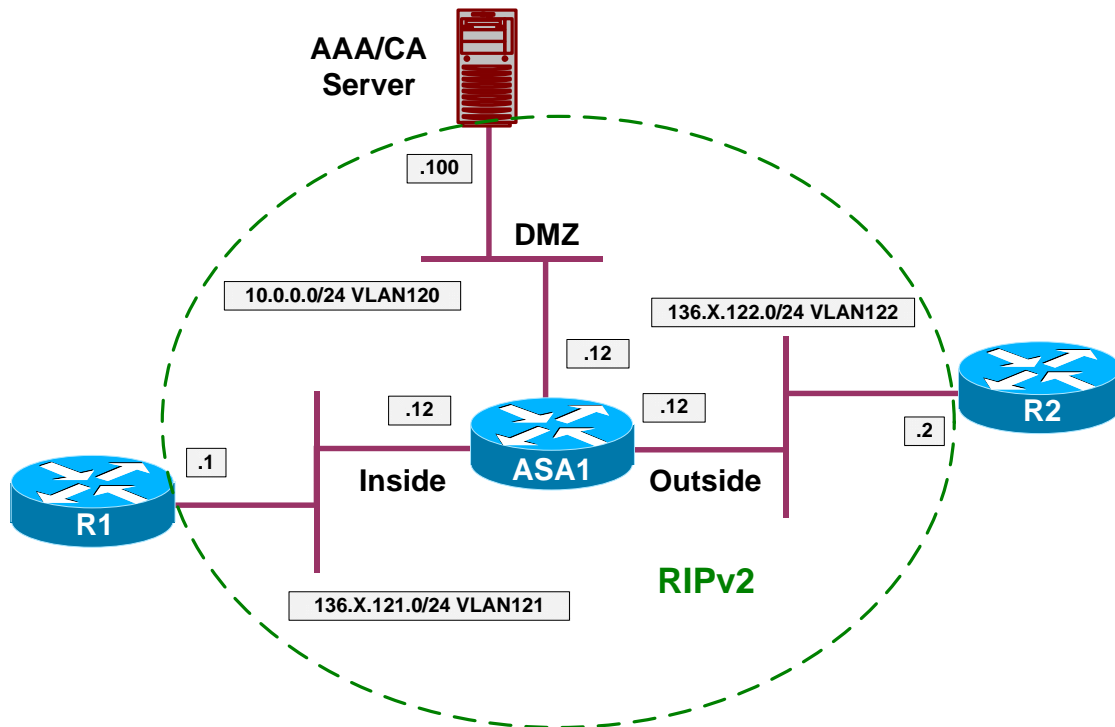 AAA/CA
Server
.100
DMZ
10.0.0.0/24 VLAN120
136.X.122.0/24 VLAN122
.12
.12
.12
.2
R2
.1
Inside
ASA1
Outside
R1
RIPv2
136.X.121.0/24 VLAN121